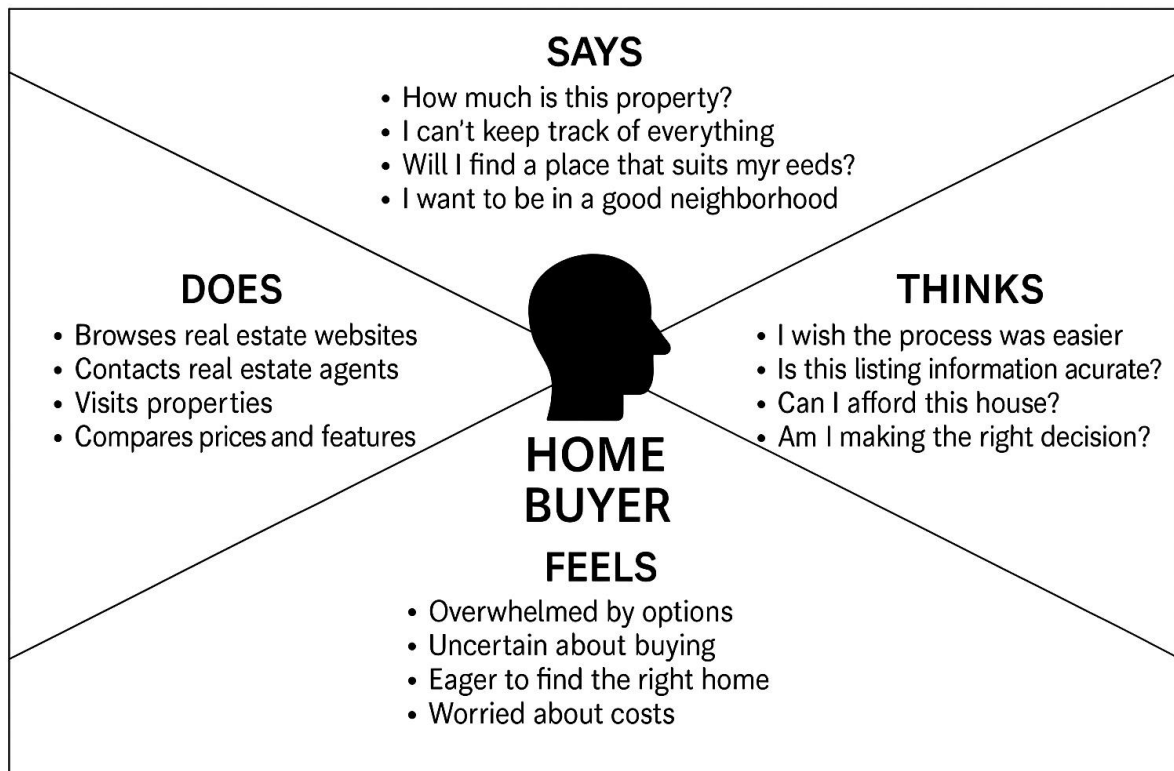 SAYS
• How much is this property?
• I can't keep track of everything
• Will I find a place that suits myr eeds?
• I want to be in a good neighborhood
DOES
• Browses real estate websites
• Contacts real estate agents
• Visits properties
• Compares prices and features
THINKS
• I wish the process was easier
• Is this listing information acurate?
• Can I afford this house?
• Am I making the right decision?
HOME
BUYER
FEELS
• Overwhelmed by options
• Uncertain about buying
• Eager to find the right home
• Worried about costs